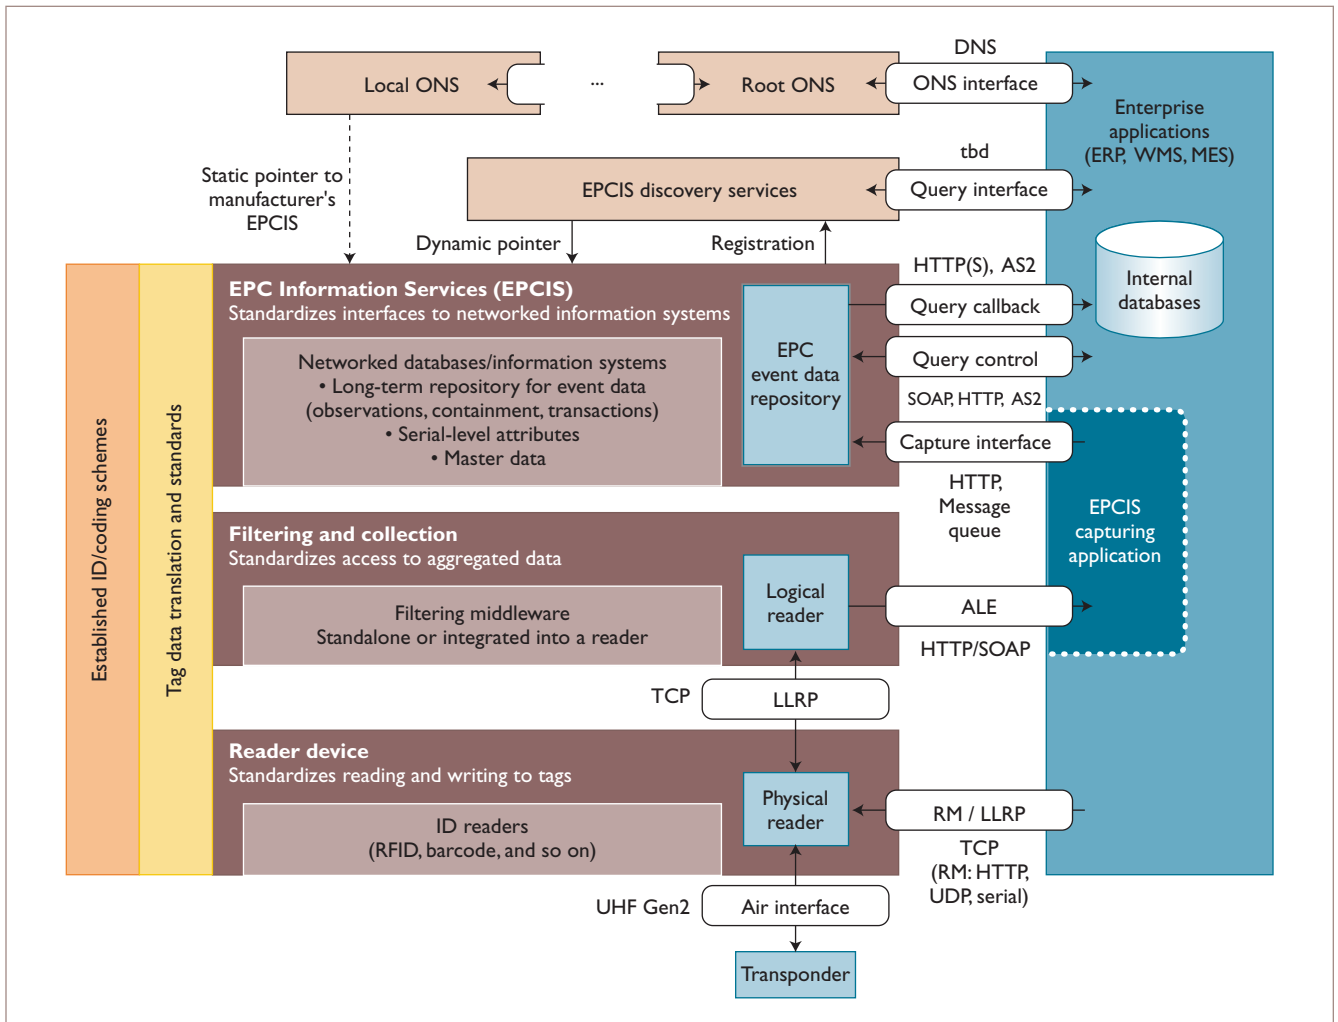 DNS
Local ONS
...
Root ONS
ONS interface
Enterprise
applications
(ERP, WMS, MES)
tbd
Static pointer to
manufacturer's
EPCIS
EPCIS discovery services
Query interface
Dynamic pointer
Registration
HTTP(S), AS2
Internal
databases
EPC Information Services (EPCIS)
Standardizes interfaces to networked information systems
Query callback
Networked databases/information systems
• Long-term repository for event data
(observations, containment, transactions)
• Serial-level attributes
• Master data
EPC
event data
repository
Query control
SOAP, HTTP, AS2
Capture interface
HTTP,
Message
queue
EPCIS
capturing
application
Established ID/coding schemes
Tag data translation and standards
Filtering and collection
Standardizes access to aggregated data
Filtering middleware
Standalone or integrated into a reader
Logical
reader
ALE
HTTP/SOAP
TCP
LLRP
Reader device
Standardizes reading and writing to tags
ID readers
(RFID, barcode, and so on)
Physical
reader
RM / LLRP
TCP
(RM: HTTP,
UDP, serial)
UHF Gen2
Air interface
Transponder